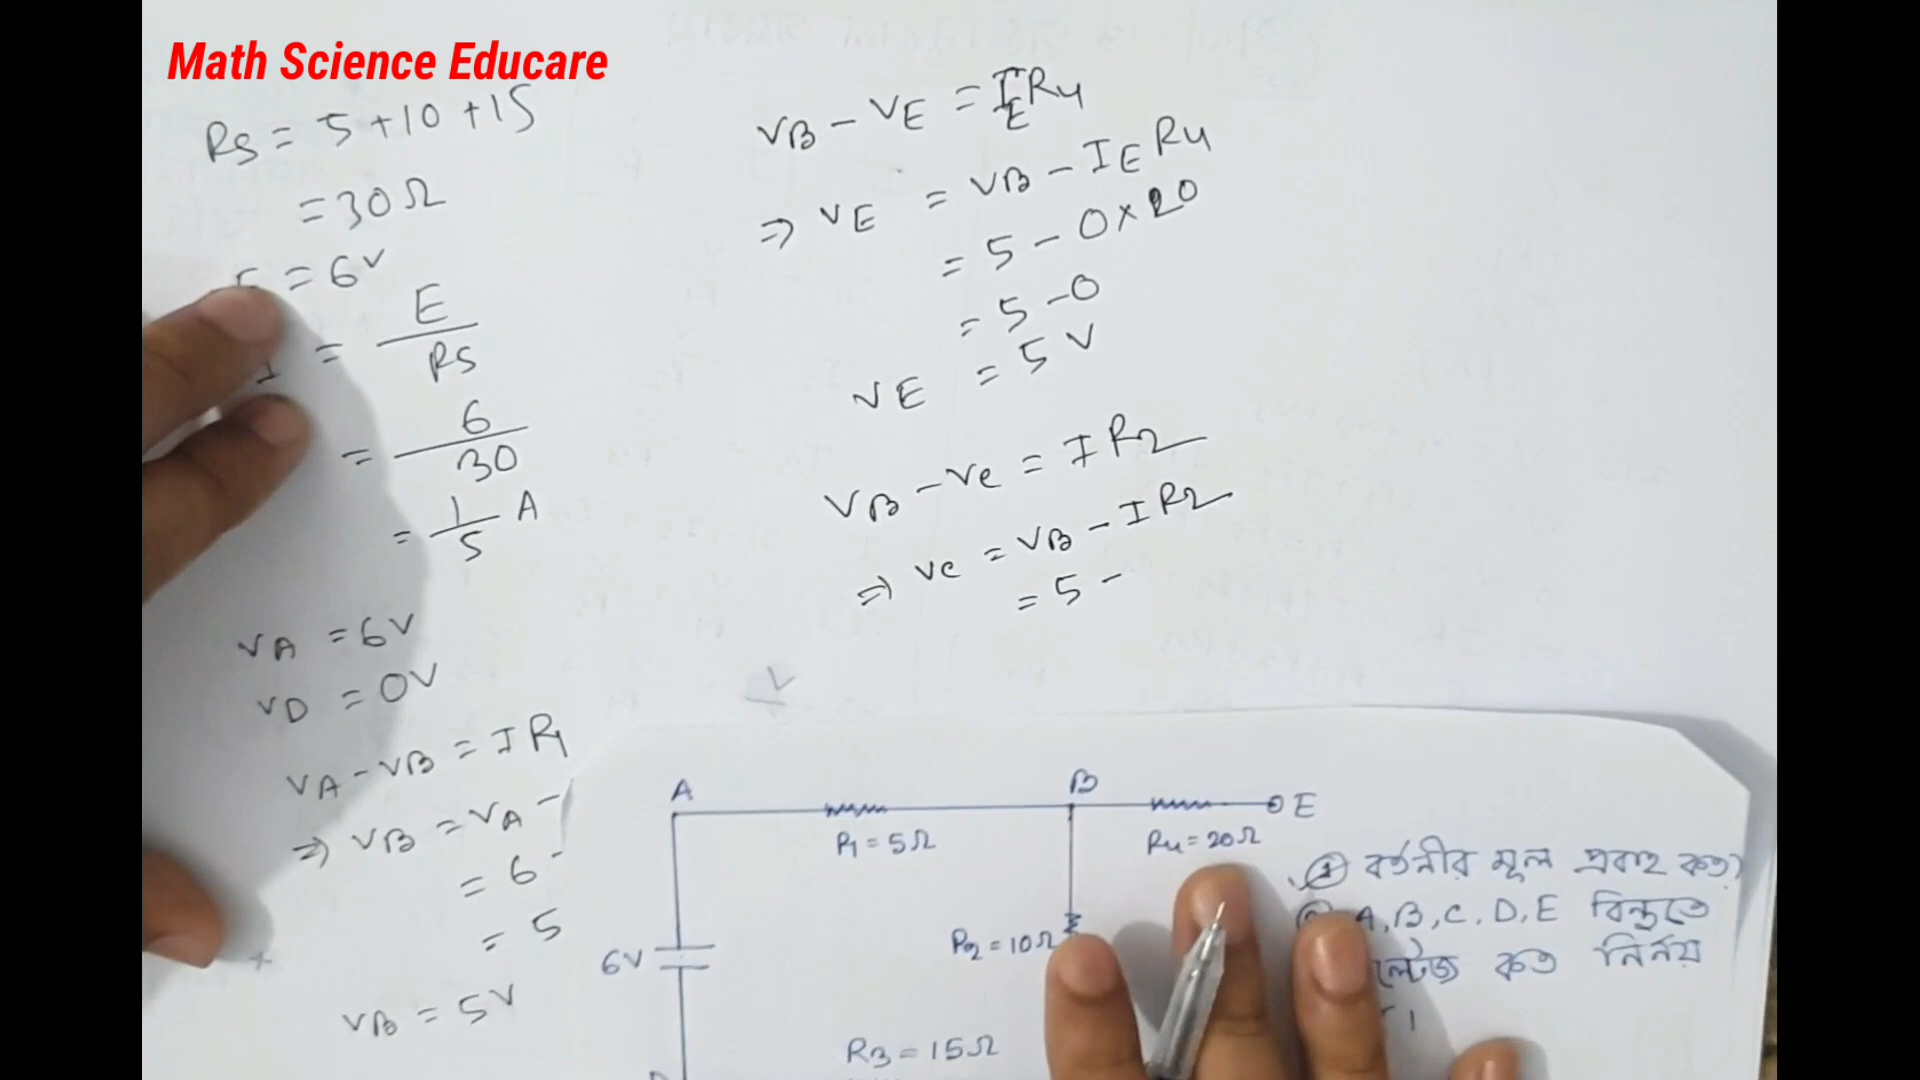 Math Science Educare
RS = 5+10+15
= 30Ω
= 6V
= E/RS
= 6/30
= 1/5 A
VA = 6V
VD = 0V
VA - VB = IR1
⇒ VB = VA -
= 6 -
= 5
VB = 5V
VB - VE = IE R4
⇒ VE = VB - IE R4
= 5 - 0×20
= 5 - 0
VE = 5V
VB - Vc = IR2
⇒ Vc = VB - IR2
= 5 -
A
B
E
R1 = 5Ω
R4 = 20Ω
R2 = 10Ω
6V
R3 = 15Ω
বর্তনীর মূল প্রবাহ কত?
A, B, C, D, E বিন্দুতে
কত নির্নয়